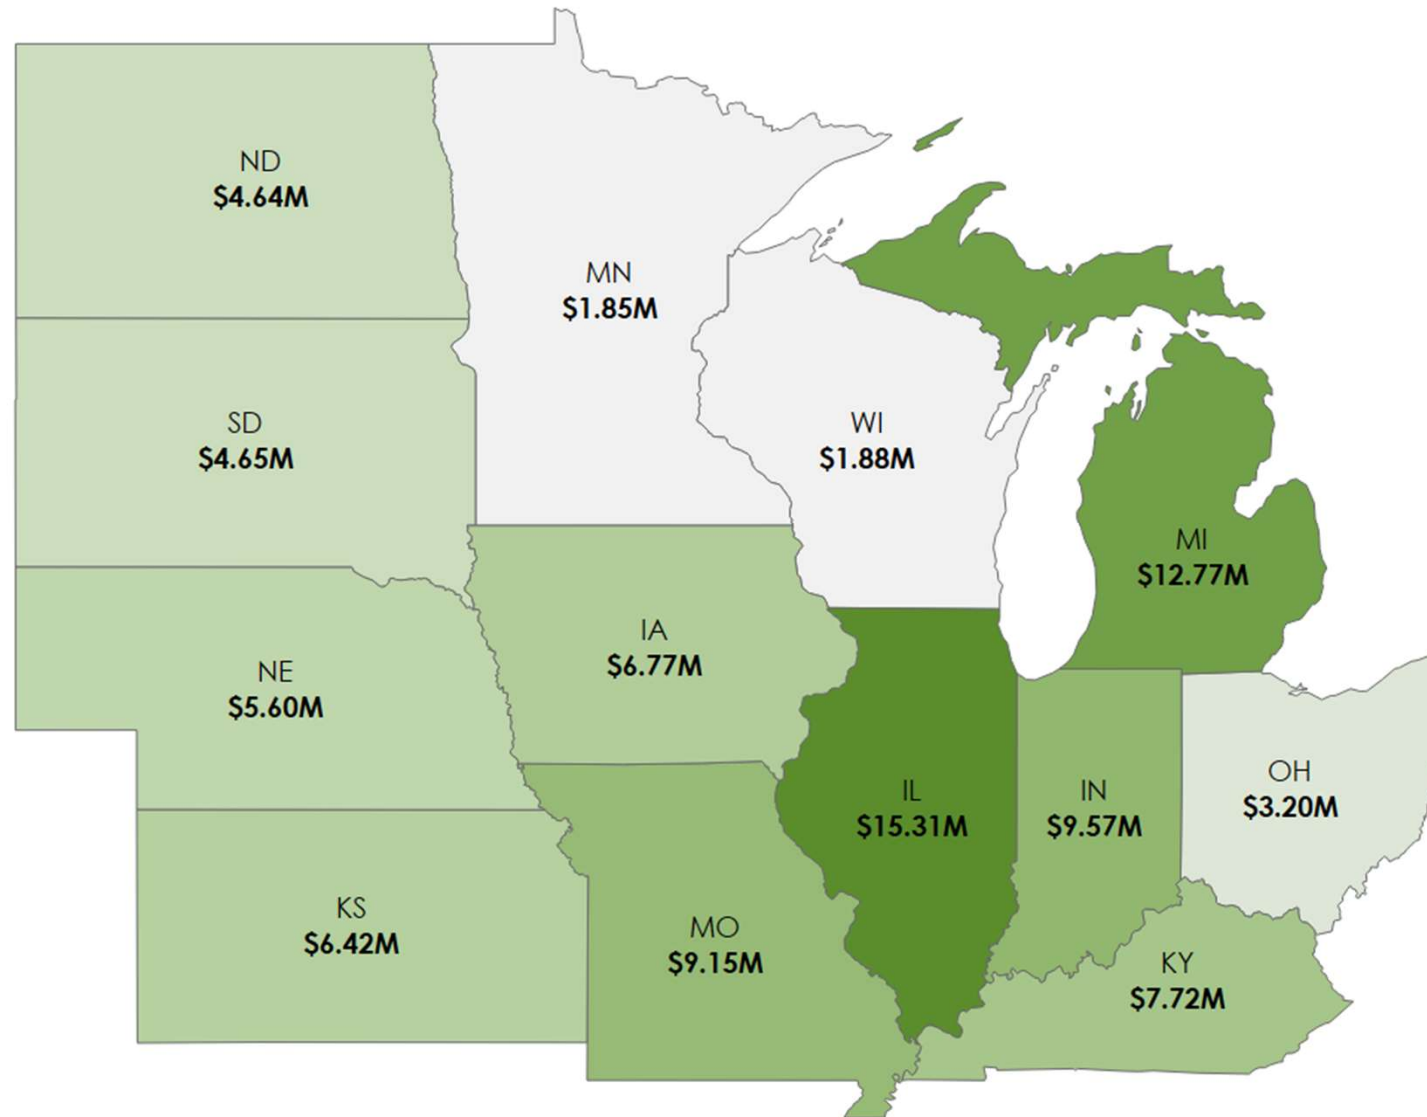 ND
$4.64M
MN
$1.85M
SD
$4.65M
WI
$1.88M
MI
$12.77M
NE
$5.60M
IA
$6.77M
IL
$15.31M
IN
$9.57M
OH
$3.20M
KS
$6.42M
MO
$9.15M
KY
$7.72M